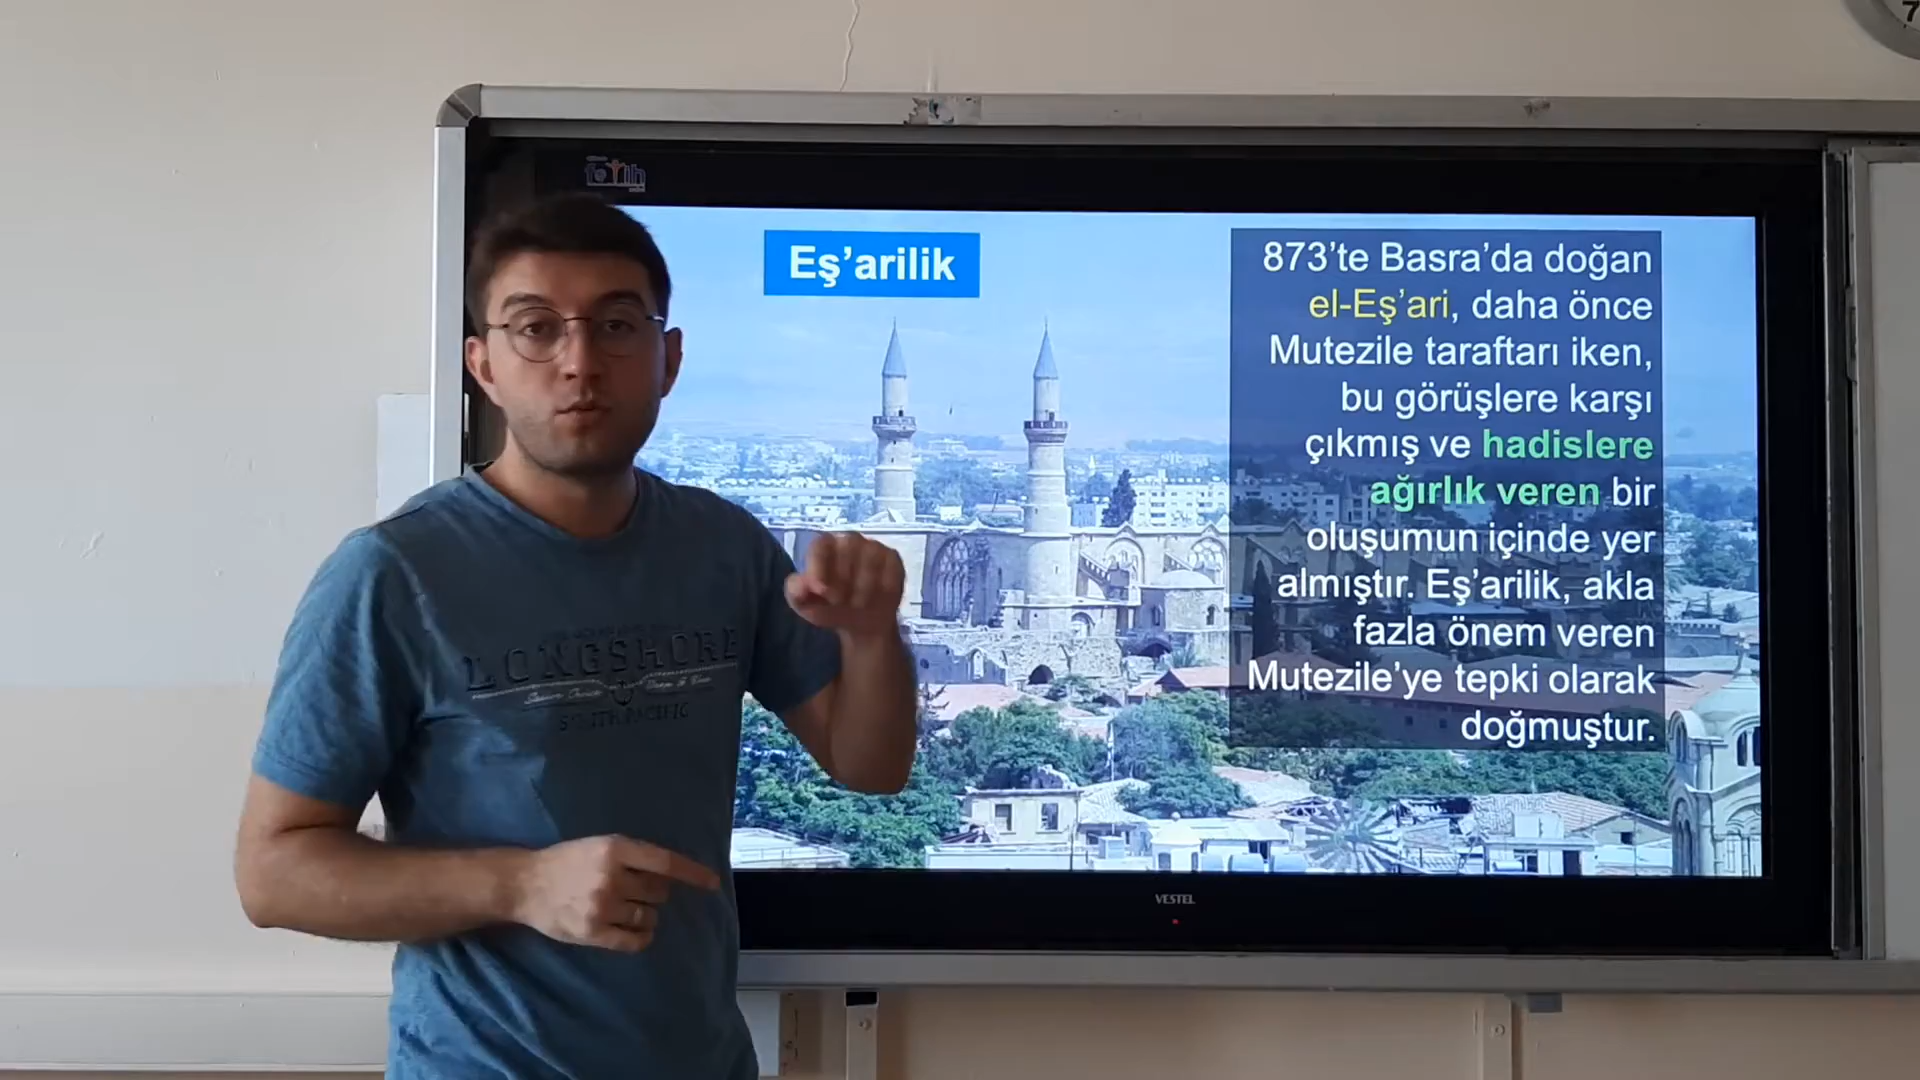 fatih
Eş’arilik
873’te Basra’da doğan
el-Eş’ari, daha önce
Mutezile taraftarı iken,
bu görüşlere karşı
çıkmış ve hadislere
ağırlık veren bir
oluşumun içinde yer
almıştır. Eş’arilik, akla
fazla önem veren
Mutezile’ye tepki olarak
doğmuştur.
LONGSHORE
SOUTH PACIFIC
VESTEL
7